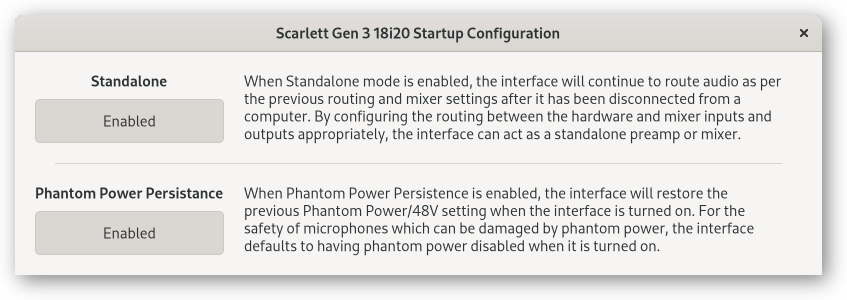 Scarlett Gen 3 18i20 Startup Configuration ×
Standalone
Enabled
When Standalone mode is enabled, the interface will continue to route audio as per
the previous routing and mixer settings after it has been disconnected from a
computer. By configuring the routing between the hardware and mixer inputs and
outputs appropriately, the interface can act as a standalone preamp or mixer.
Phantom Power Persistance
Enabled
When Phantom Power Persistence is enabled, the interface will restore the
previous Phantom Power/48V setting when the interface is turned on. For the
safety of microphones which can be damaged by phantom power, the interface
defaults to having phantom power disabled when it is turned on.